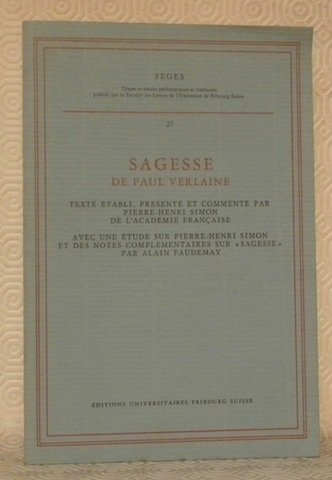 SEGES
Textes et études philologiques et littéraires
publiés par la Faculté des Lettres de l'Université de Fribourg Suisse
25
SAGESSE
DE PAUL VERLAINE
TEXTE ÉTABLI, PRÉSENTÉ ET COMMENTÉ PAR
PIERRE-HENRI SIMON
DE L'ACADÉMIE FRANÇAISE
AVEC UNE ÉTUDE SUR PIERRE-HENRI SIMON
ET DES NOTES COMPLÉMENTAIRES SUR «SAGESSE»
PAR ALAIN FAUDEMAY
ÉDITIONS UNIVERSITAIRES FRIBOURG SUISSE